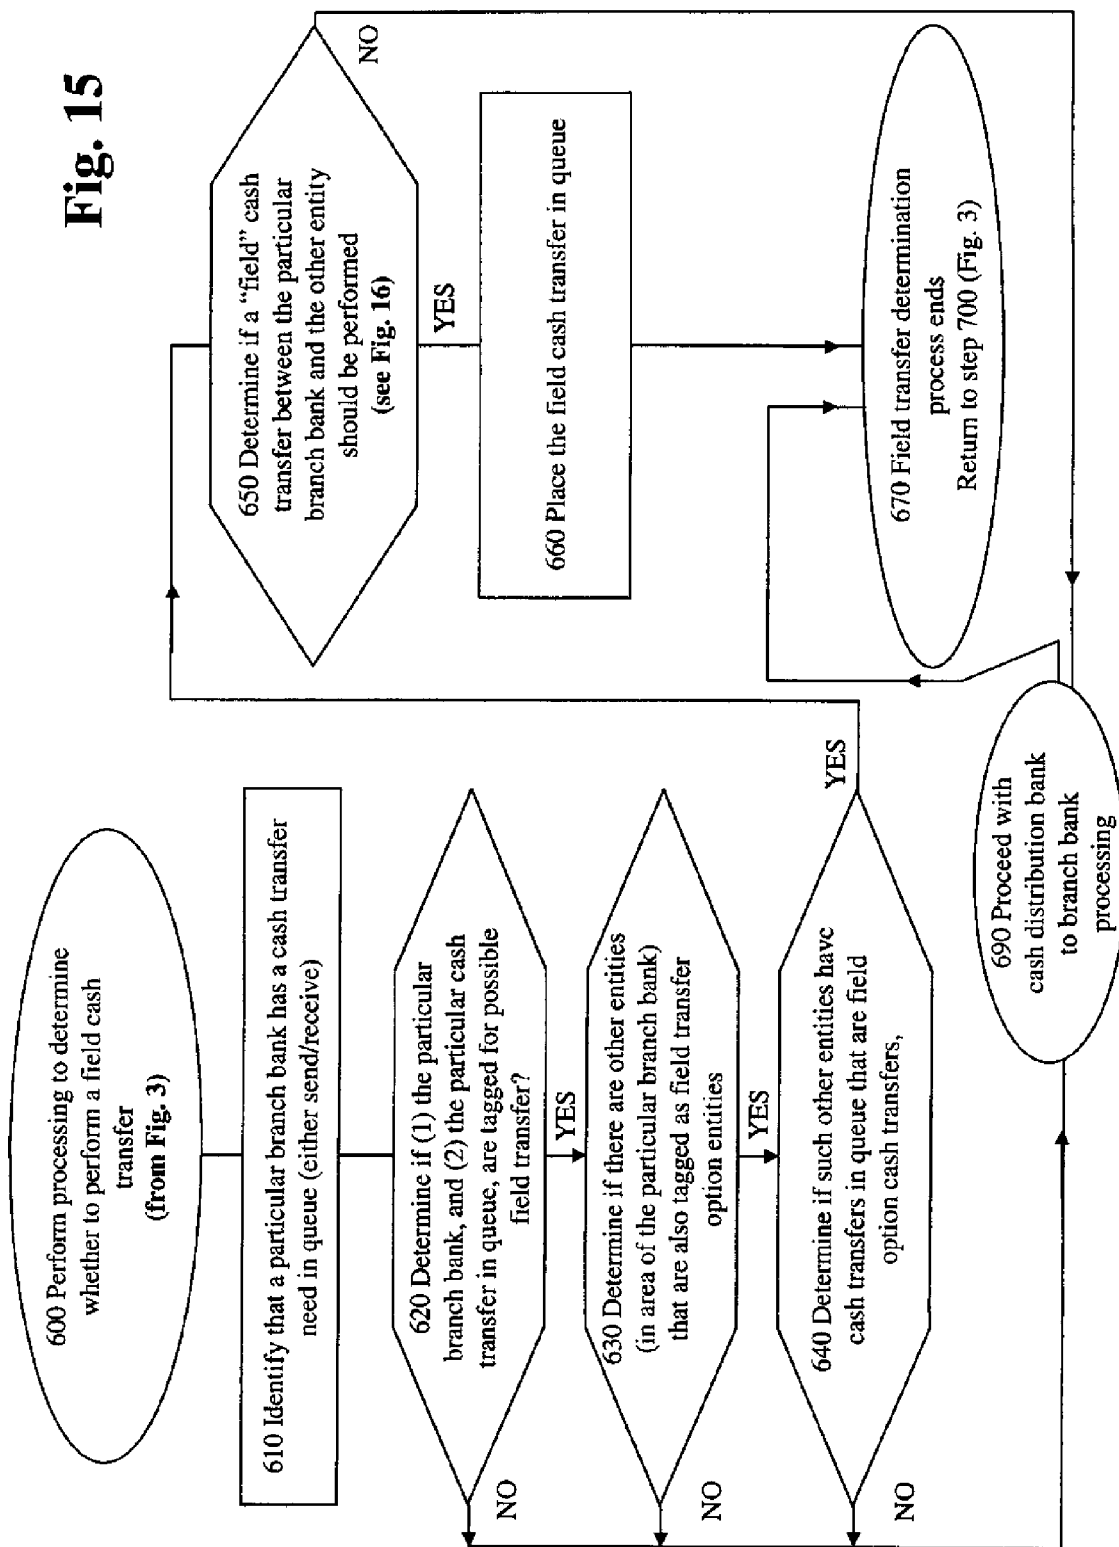 Fig. 15
600 Perform processing to determine
whether to perform a field cash
transfer
(from Fig. 3)
610 Identify that a particular branch bank has a cash transfer
need in queue (either send/receive)
620 Determine if (1) the particular
branch bank, and (2) the particular cash
transfer in queue, are tagged for possible
field transfer?
NO
YES
630 Determine if there are other entities
(in area of the particular branch bank)
that are also tagged as field transfer
option entities
NO
YES
640 Determine if such other entities have
cash transfers in queue that are field
option cash transfers,
NO
YES
650 Determine if a "field" cash
transfer between the particular
branch bank and the other entity
should be performed
(see Fig. 16)
NO
YES
660 Place the field cash transfer in queue
670 Field transfer determination
process ends
Return to step 700 (Fig. 3)
690 Proceed with
cash distribution bank
to branch bank
processing